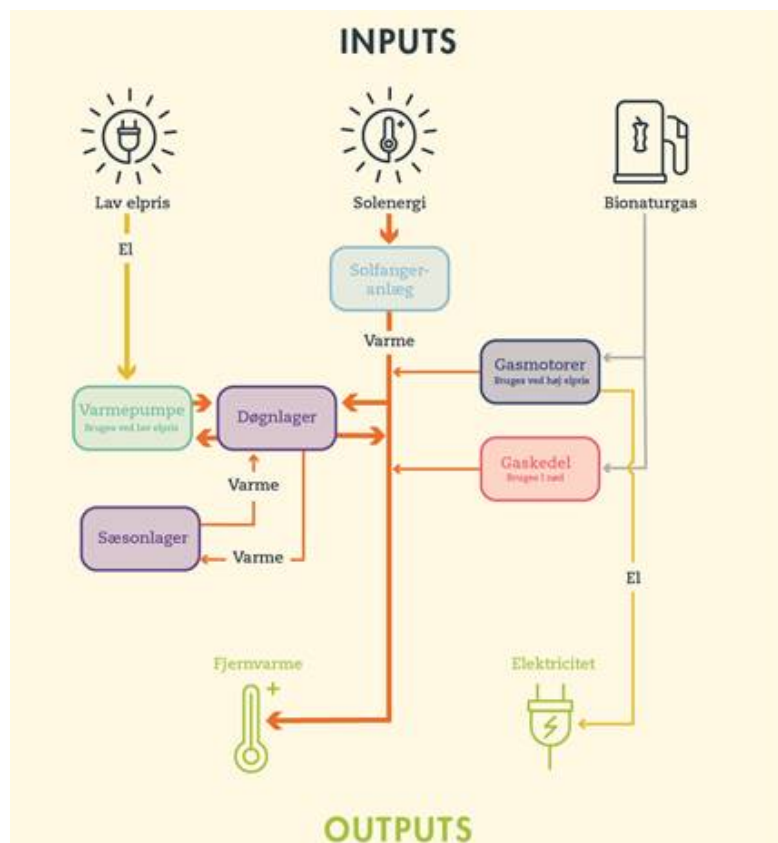 INPUTS
Lav elpris
Solenergi
Bionaturgas
El
Solfanger-
anlæg
Varme
Gasmotorer
Bruges ved høj elpris
Varmepumpe
Bruges ved lav elpris
Døgnlager
Gaskedel
Bruges i nød
Varme
Sæsonlager
Varme
El
Fjernvarme
Elektricitet
OUTPUTS